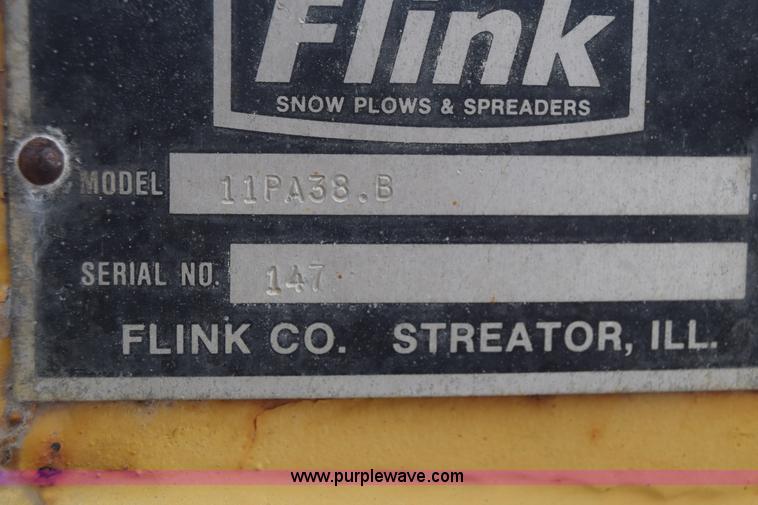 Flink
SNOW PLOWS & SPREADERS
MODEL 11PA38.B
SERIAL NO. 147
FLINK CO. STREATOR, ILL.
www.purplewave.com